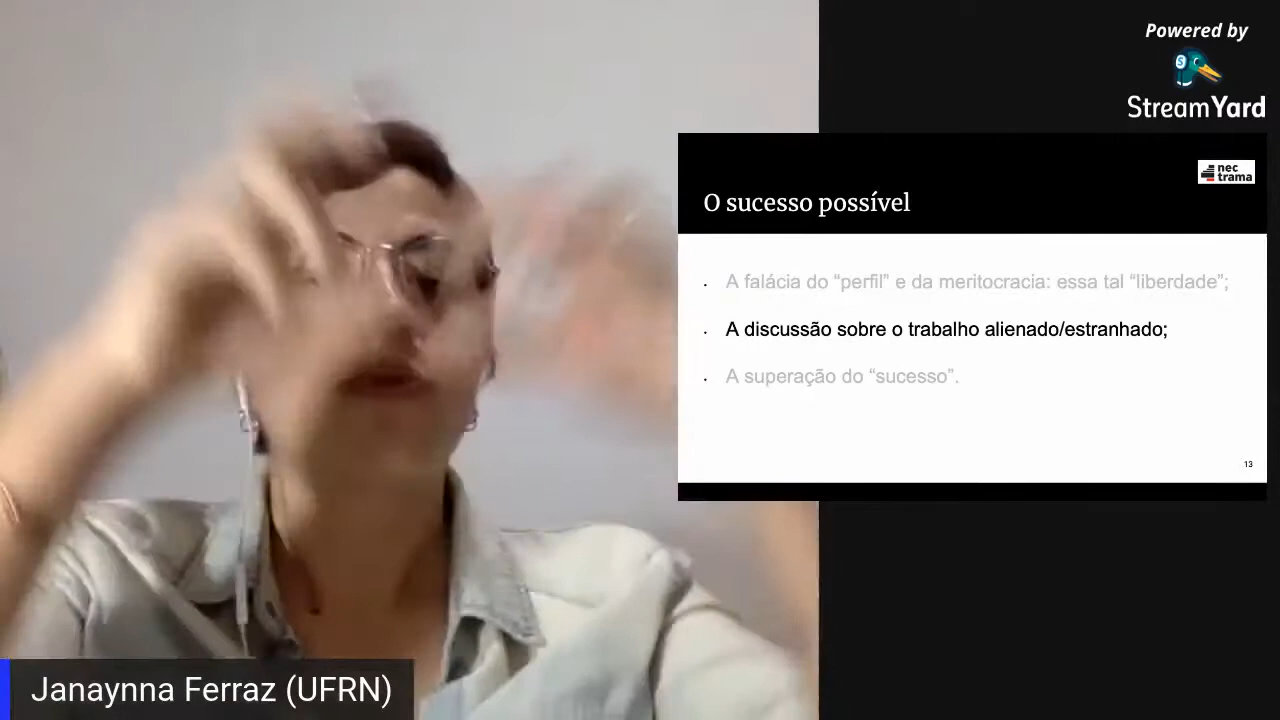 Powered by
StreamYard
nec
trama
O sucesso possível
A falácia do “perfil” e da meritocracia: essa tal “liberdade”;
A discussão sobre o trabalho alienado/estranhado;
A superação do “sucesso”.
13
Janaynna Ferraz (UFRN)